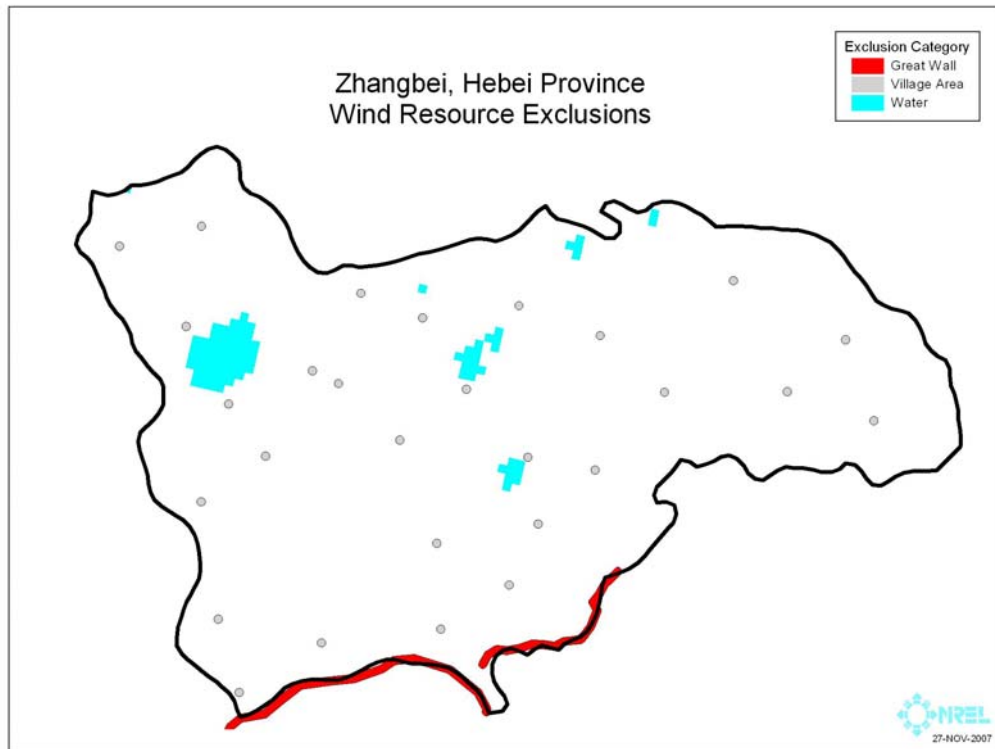 Exclusion Category
Great Wall
Village Area
Water
Zhangbei, Hebei Province
Wind Resource Exclusions
NREL
27-NOV-2007